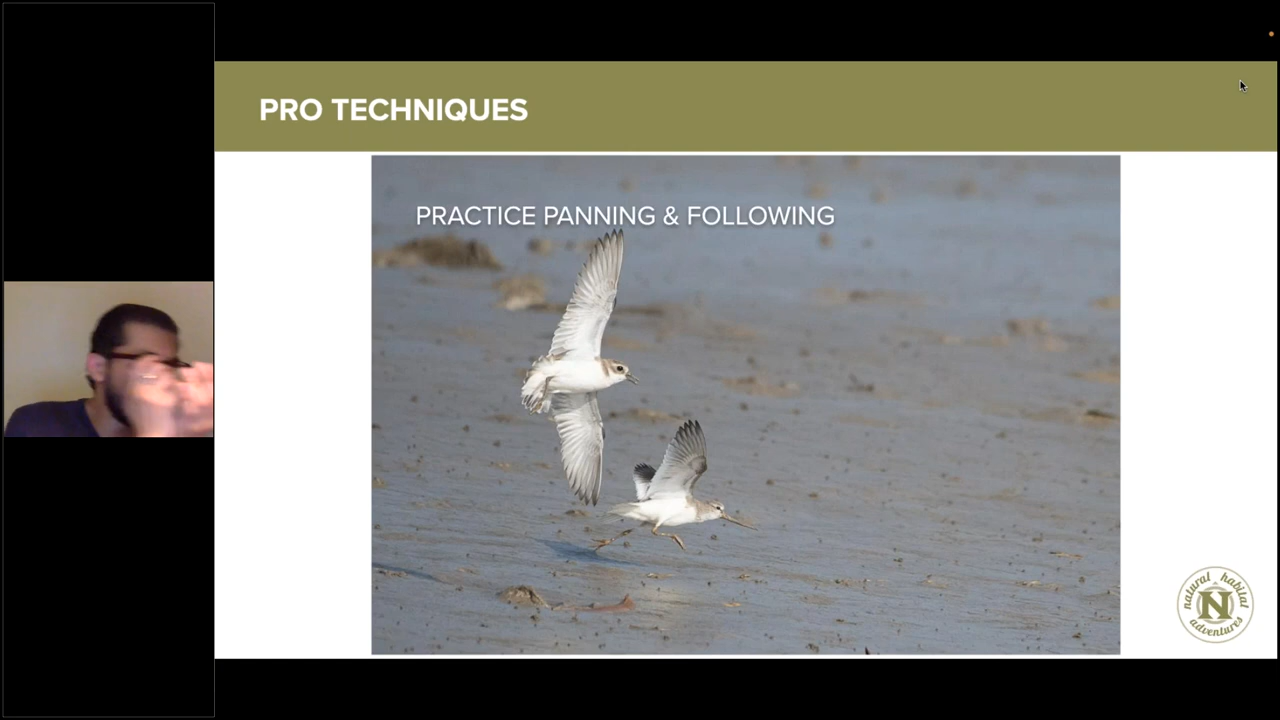 PRO TECHNIQUES
PRACTICE PANNING & FOLLOWING
natural habitat
N
adventures